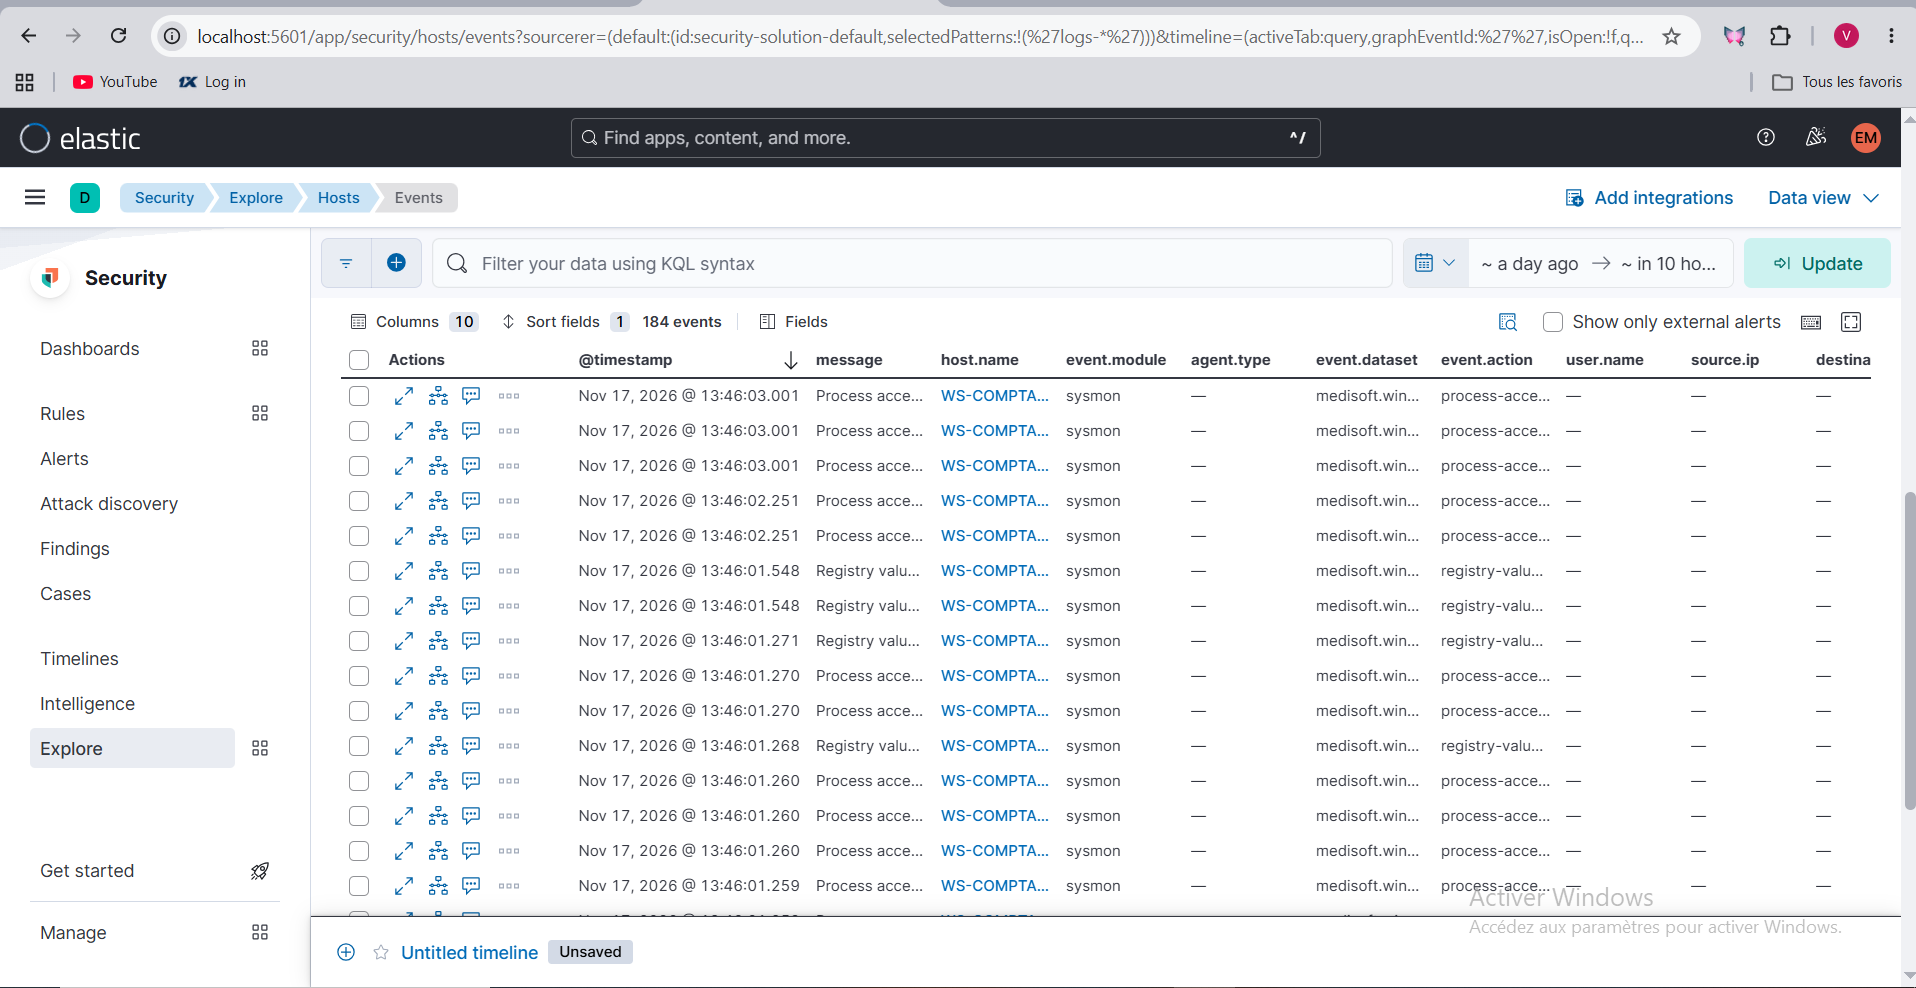 localhost:5601/app/security/hosts/events?sourcerer=(default:(id:security-solution-default,selectedPatterns:!(%27logs-*%27)))&timeline=(activeTab:query,graphEventId:%27%27,isOpen:!f,q...
V
YouTube
1X Log in
Tous les favoris
elastic
Find apps, content, and more.
^/
EM
D
Security
Explore
Hosts
Events
Add integrations
Data view
Security
Dashboards
Rules
Alerts
Attack discovery
Findings
Cases
Timelines
Intelligence
Explore
Get started
Manage
Filter your data using KQL syntax
~ a day ago → ~ in 10 ho...
Update
Columns 10 Sort fields 1 184 events Fields
Show only external alerts
Actions @timestamp message host.name event.module agent.type event.dataset event.action user.name source.ip destina
Nov 17, 2026 @ 13:46:03.001 Process acce... WS-COMPTA... sysmon — medisoft.win... process-acce... — — —
Nov 17, 2026 @ 13:46:03.001 Process acce... WS-COMPTA... sysmon — medisoft.win... process-acce... — — —
Nov 17, 2026 @ 13:46:03.001 Process acce... WS-COMPTA... sysmon — medisoft.win... process-acce... — — —
Nov 17, 2026 @ 13:46:02.251 Process acce... WS-COMPTA... sysmon — medisoft.win... process-acce... — — —
Nov 17, 2026 @ 13:46:02.251 Process acce... WS-COMPTA... sysmon — medisoft.win... process-acce... — — —
Nov 17, 2026 @ 13:46:01.548 Registry valu... WS-COMPTA... sysmon — medisoft.win... registry-valu... — — —
Nov 17, 2026 @ 13:46:01.548 Registry valu... WS-COMPTA... sysmon — medisoft.win... registry-valu... — — —
Nov 17, 2026 @ 13:46:01.271 Registry valu... WS-COMPTA... sysmon — medisoft.win... registry-valu... — — —
Nov 17, 2026 @ 13:46:01.270 Process acce... WS-COMPTA... sysmon — medisoft.win... process-acce... — — —
Nov 17, 2026 @ 13:46:01.270 Process acce... WS-COMPTA... sysmon — medisoft.win... process-acce... — — —
Nov 17, 2026 @ 13:46:01.268 Registry valu... WS-COMPTA... sysmon — medisoft.win... registry-valu... — — —
Nov 17, 2026 @ 13:46:01.260 Process acce... WS-COMPTA... sysmon — medisoft.win... process-acce... — — —
Nov 17, 2026 @ 13:46:01.260 Process acce... WS-COMPTA... sysmon — medisoft.win... process-acce... — — —
Nov 17, 2026 @ 13:46:01.260 Process acce... WS-COMPTA... sysmon — medisoft.win... process-acce... — — —
Nov 17, 2026 @ 13:46:01.259 Process acce... WS-COMPTA... sysmon — medisoft.win... process-acce... — — —
Activer Windows
Accédez aux paramètres pour activer Windows.
Untitled timeline Unsaved